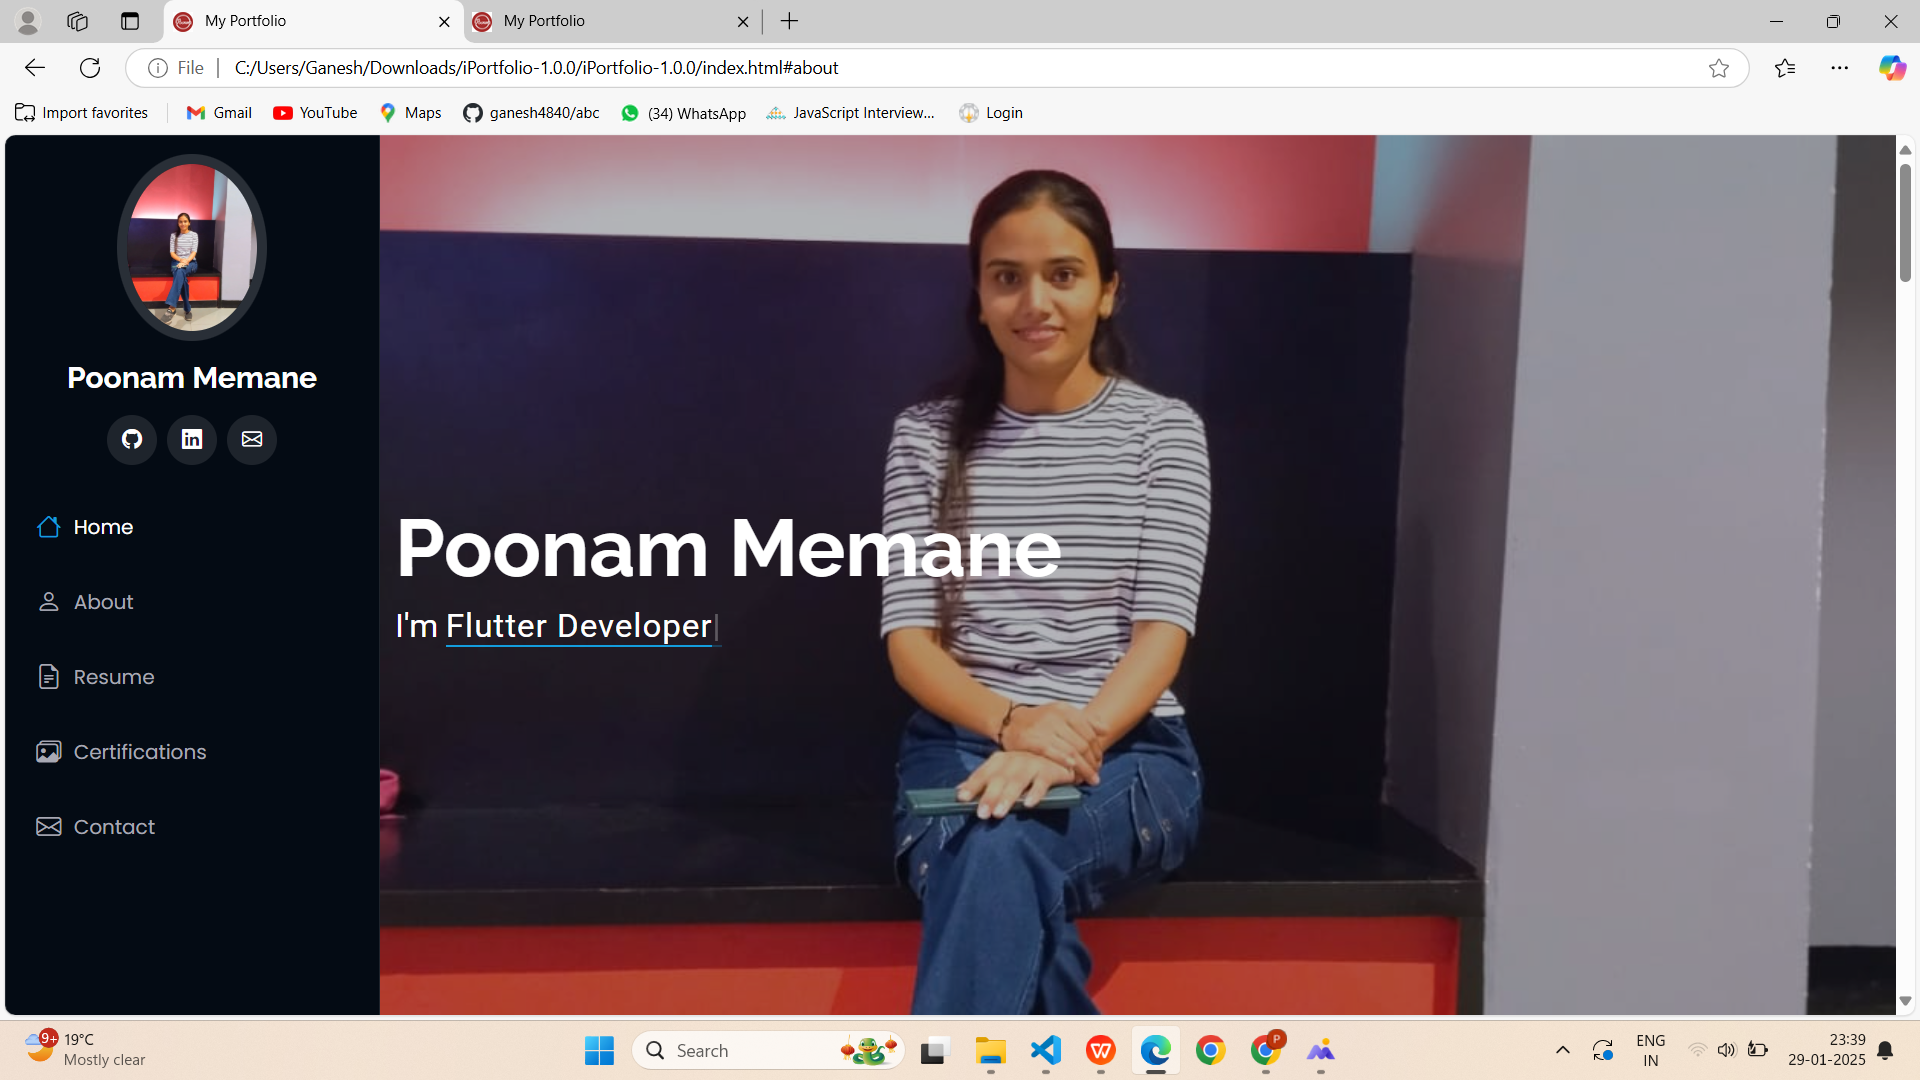 My Portfolio
My Portfolio
File
C:/Users/Ganesh/Downloads/iPortfolio-1.0.0/iPortfolio-1.0.0/index.html#about
Import favorites
Gmail
YouTube
Maps
ganesh4840/abc
(34) WhatsApp
JavaScript Interview...
Login
Poonam Memane
Home
About
Resume
Certifications
Contact
Poonam Memane
I'm Flutter Developer
9+
19°C
Mostly clear
Search
P
ENG
IN
23:39
29-01-2025